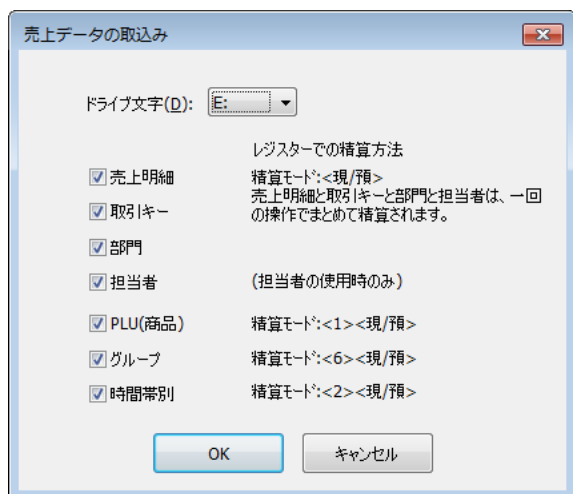 売上データの取込み
ドライブ文字(D): E:
レジスターでの精算方法
売上明細 精算モード:<現/預>
売上明細と取引キーと部門と担当者は、一回
取引キー の操作でまとめて精算されます。
部門
担当者 (担当者の使用時のみ)
PLU(商品) 精算モード:<1><現/預>
グループ 精算モード:<6><現/預>
時間帯別 精算モード:<2><現/預>
OK キャンセル